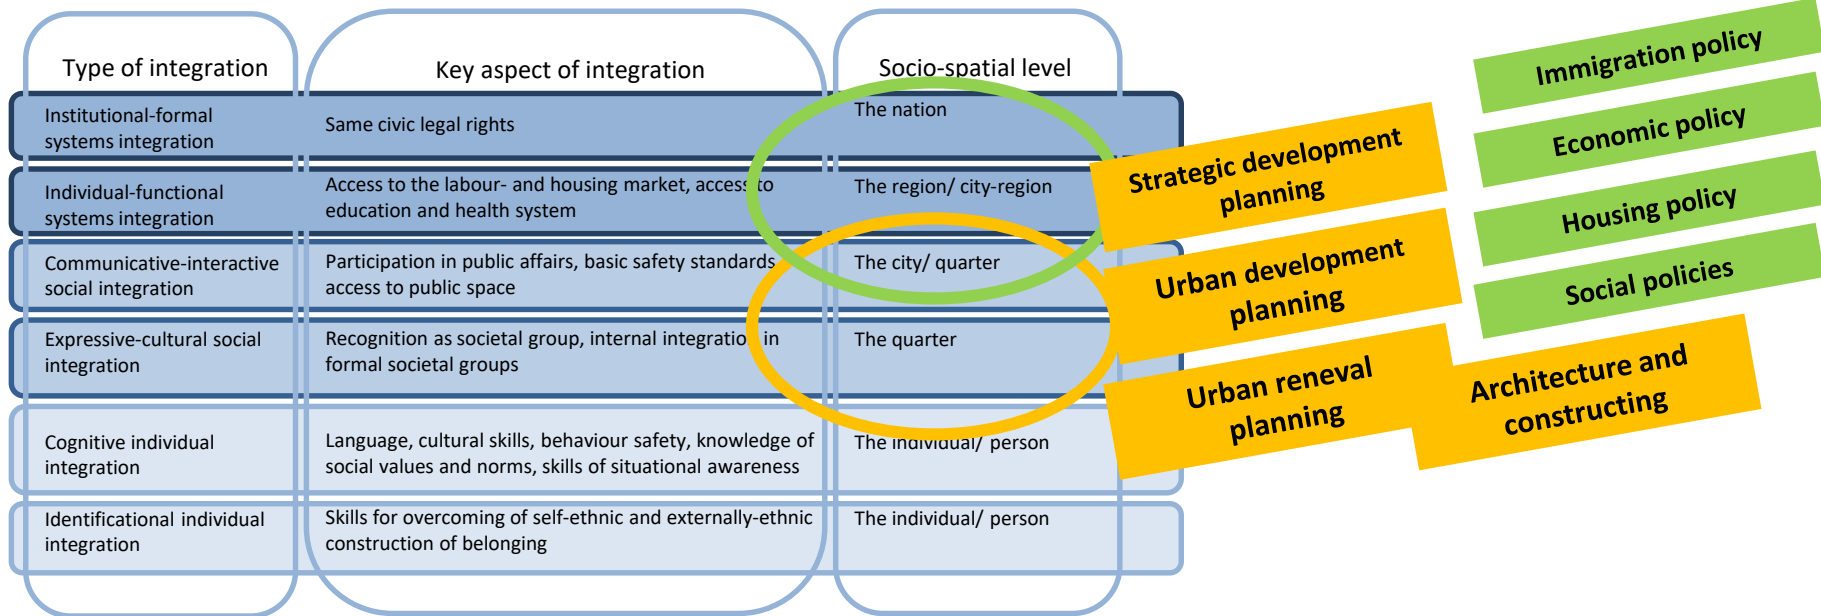 Type of integration
Key aspect of integration
Socio-spatial level
Institutional-formal
systems integration
Same civic legal rights
The nation
Individual-functional
systems integration
Access to the labour- and housing market, access to
education and health system
The region/ city-region
Communicative-interactive
social integration
Participation in public affairs, basic safety standards
access to public space
The city/ quarter
Expressive-cultural social
integration
Recognition as societal group, internal integration in
formal societal groups
The quarter
Cognitive individual
integration
Language, cultural skills, behaviour safety, knowledge of
social values and norms, skills of situational awareness
The individual/ person
Identificational individual
integration
Skills for overcoming of self-ethnic and externally-ethnic
construction of belonging
The individual/ person
Strategic development
planning
Urban development
planning
Urban reneval
planning
Immigration policy
Economic policy
Housing policy
Social policies
Architecture and
constructing